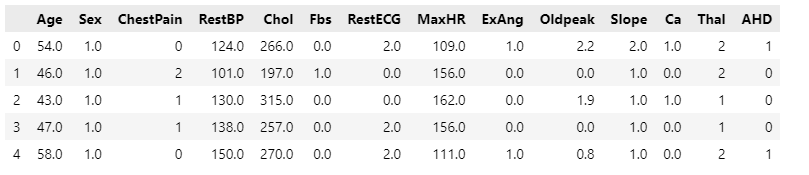 Age Sex ChestPain RestBP Chol Fbs RestECG MaxHR ExAng Oldpeak Slope Ca Thal AHD
0 54.0 1.0 0 124.0 266.0 0.0 2.0 109.0 1.0 2.2 2.0 1.0 2 1
1 46.0 1.0 2 101.0 197.0 1.0 0.0 156.0 0.0 0.0 1.0 0.0 2 0
2 43.0 1.0 1 130.0 315.0 0.0 0.0 162.0 0.0 1.9 1.0 1.0 1 0
3 47.0 1.0 1 138.0 257.0 0.0 2.0 156.0 0.0 0.0 1.0 0.0 1 0
4 58.0 1.0 0 150.0 270.0 0.0 2.0 111.0 1.0 0.8 1.0 0.0 2 1